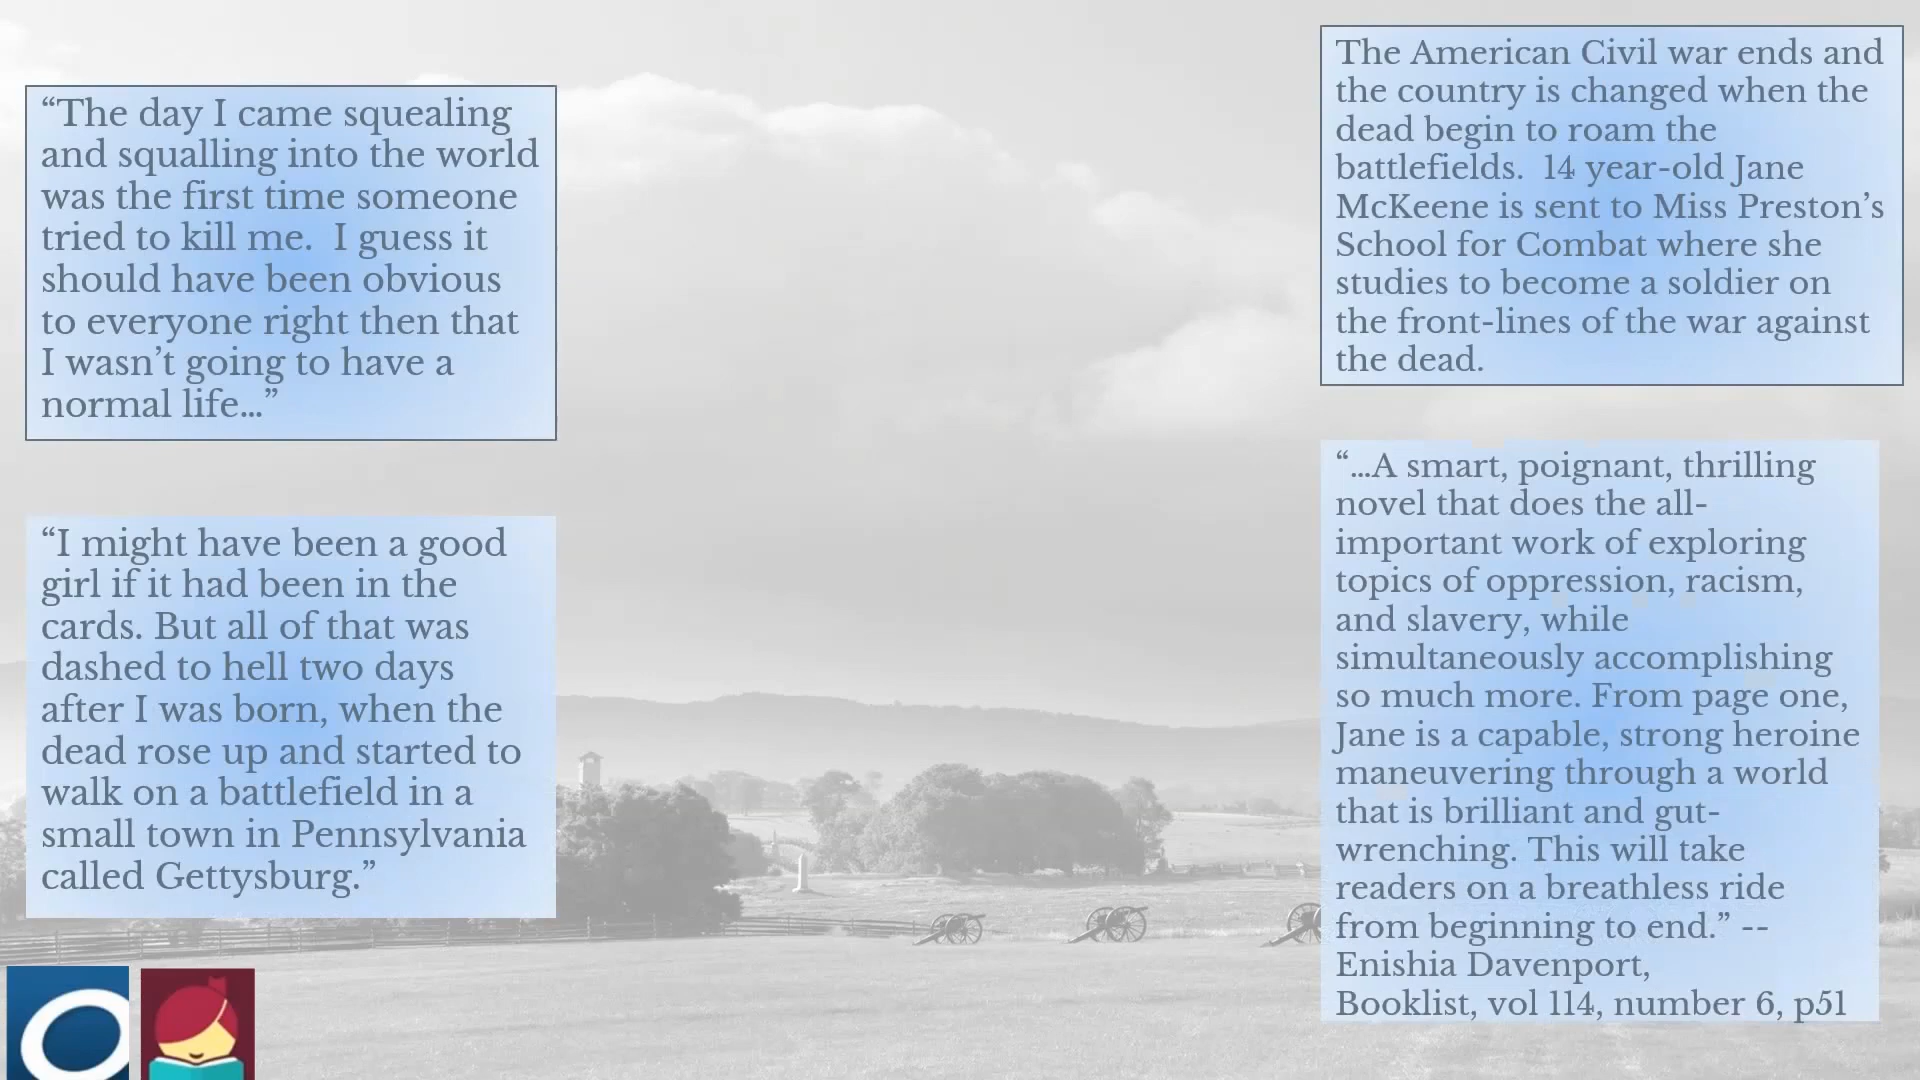 “The day I came squealing
and squalling into the world
was the first time someone
tried to kill me.  I guess it
should have been obvious
to everyone right then that
I wasn’t going to have a
normal life…”
“I might have been a good
girl if it had been in the
cards. But all of that was
dashed to hell two days
after I was born, when the
dead rose up and started to
walk on a battlefield in a
small town in Pennsylvania
called Gettysburg.”
The American Civil war ends and
the country is changed when the
dead begin to roam the
battlefields.  14 year-old Jane
McKeene is sent to Miss Preston’s
School for Combat where she
studies to become a soldier on
the front-lines of the war against
the dead.
“…A smart, poignant, thrilling
novel that does the all-
important work of exploring
topics of oppression, racism,
and slavery, while
simultaneously accomplishing
so much more. From page one,
Jane is a capable, strong heroine
maneuvering through a world
that is brilliant and gut-
wrenching. This will take
readers on a breathless ride
from beginning to end.” --
Enishia Davenport,
Booklist, vol 114, number 6, p51